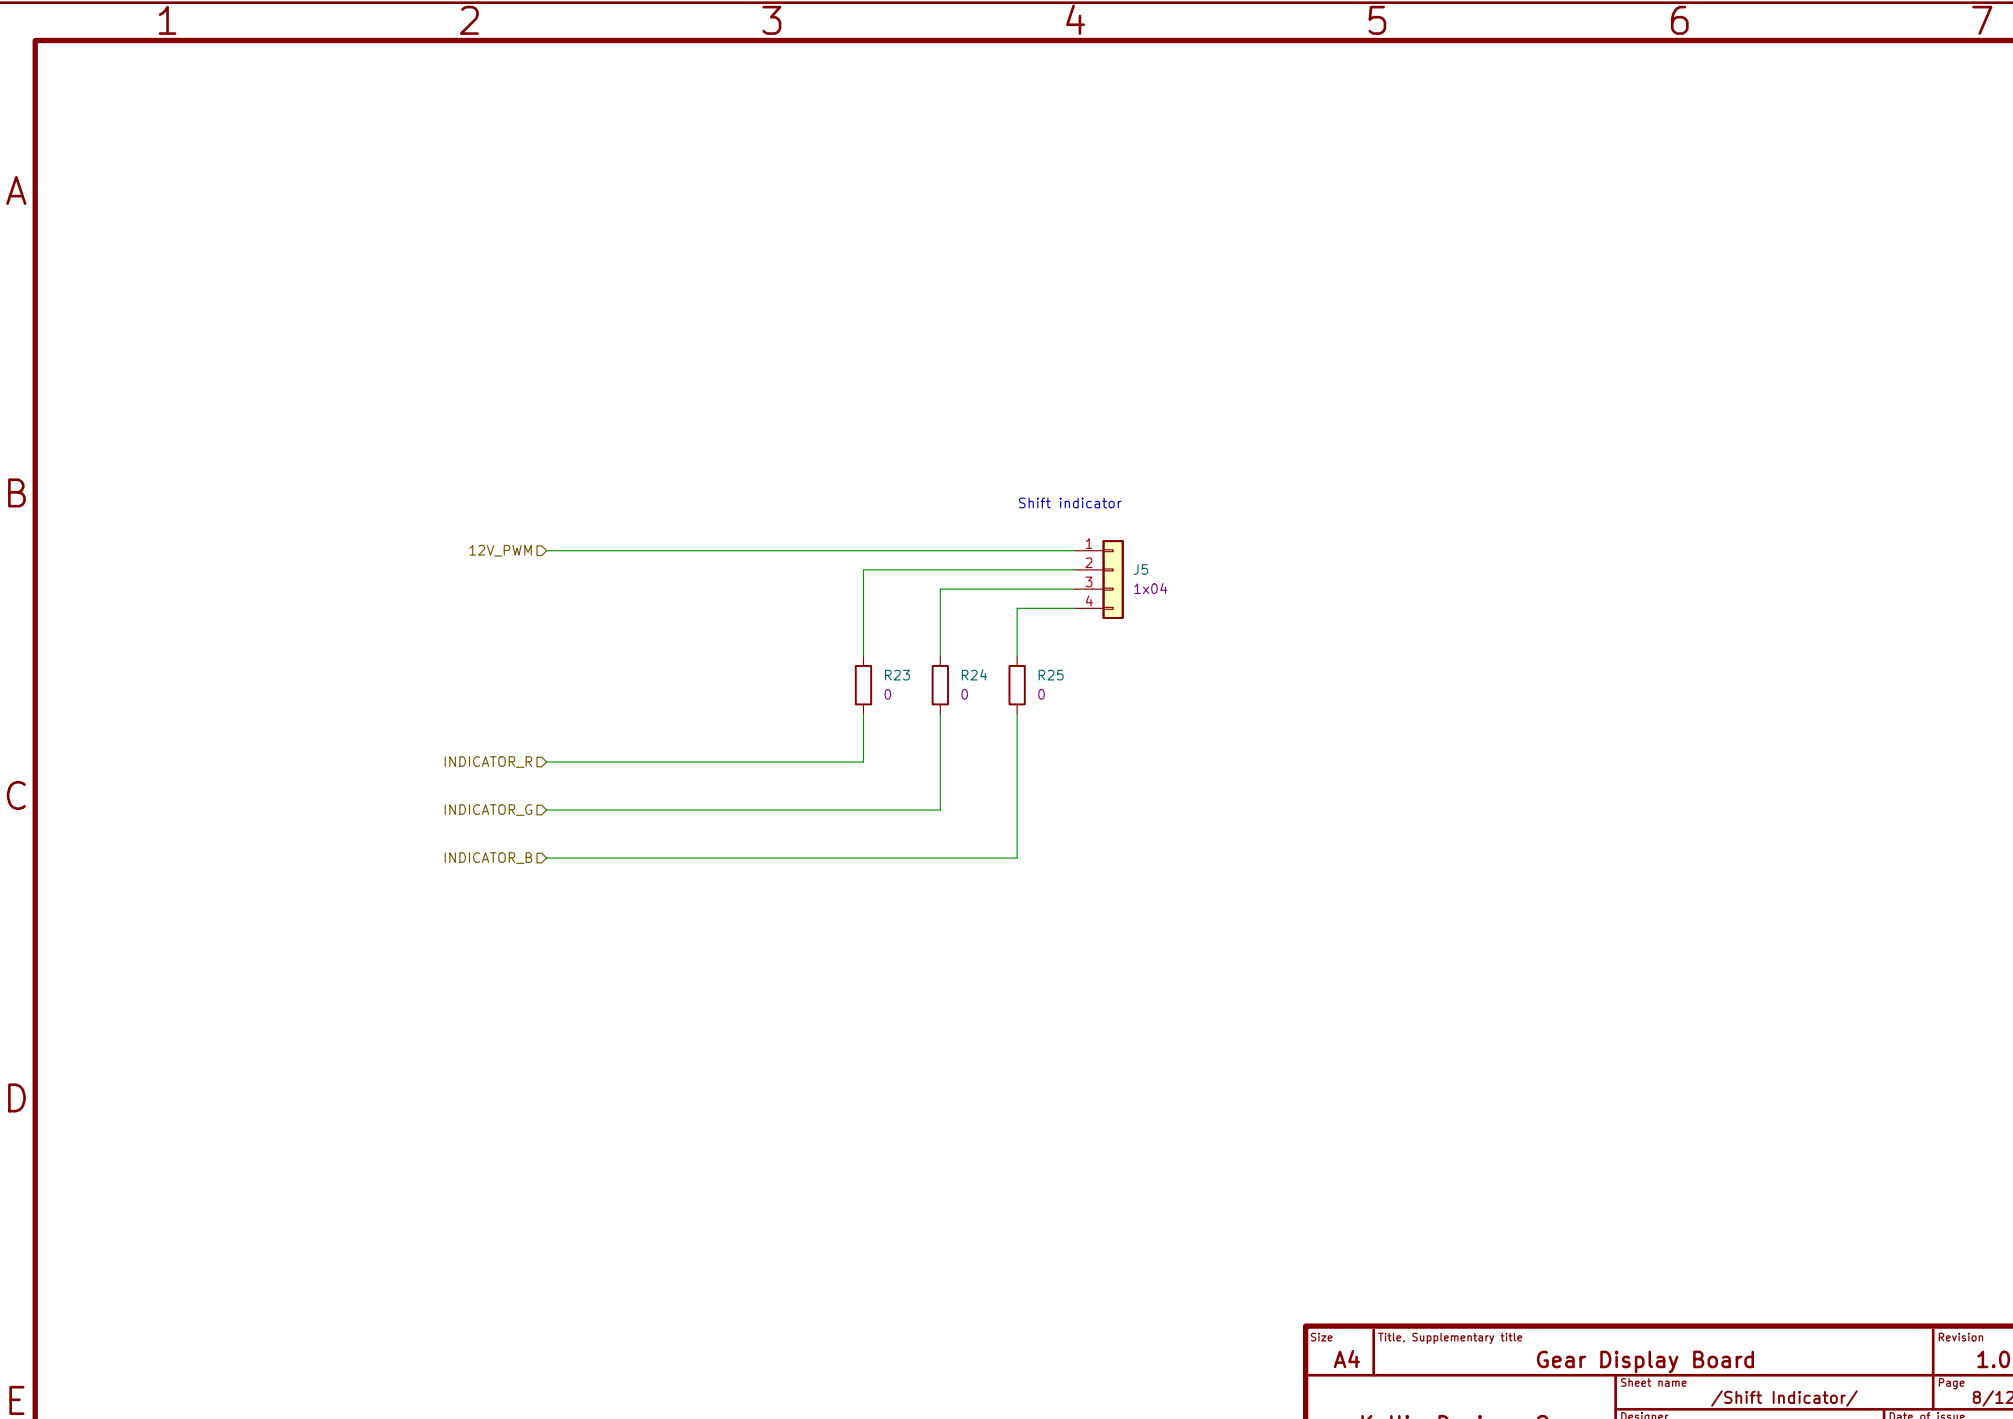 1 2 3 4 5 6 7
A
B
Shift indicator
12V_PWM
1
2
3
4
J5
1x04
R23
0
R24
0
R25
0
INDICATOR_R
INDICATOR_G
INDICATOR_B
C
D
E
Size
A4
Title, Supplementary title
Gear Display Board
Revision
1.0
Sheet name
/Shift Indicator/
Page
8/12
Designer
Date of issue